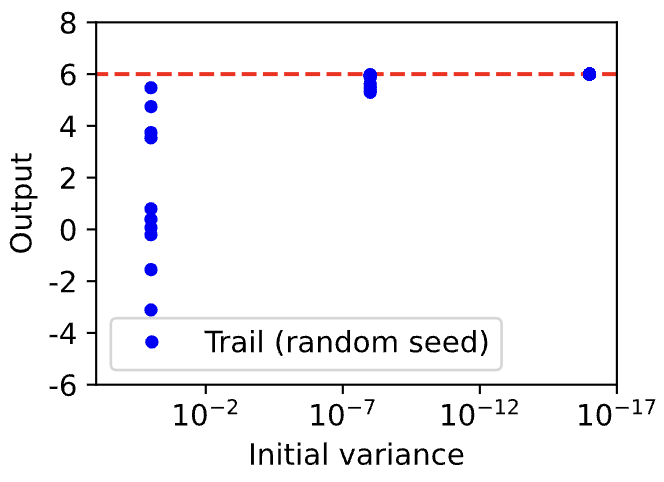 8
6
4
2
0
-2
-4
-6
Output
Trail (random seed)
10⁻² 10⁻⁷ 10⁻¹² 10⁻¹⁷
Initial variance